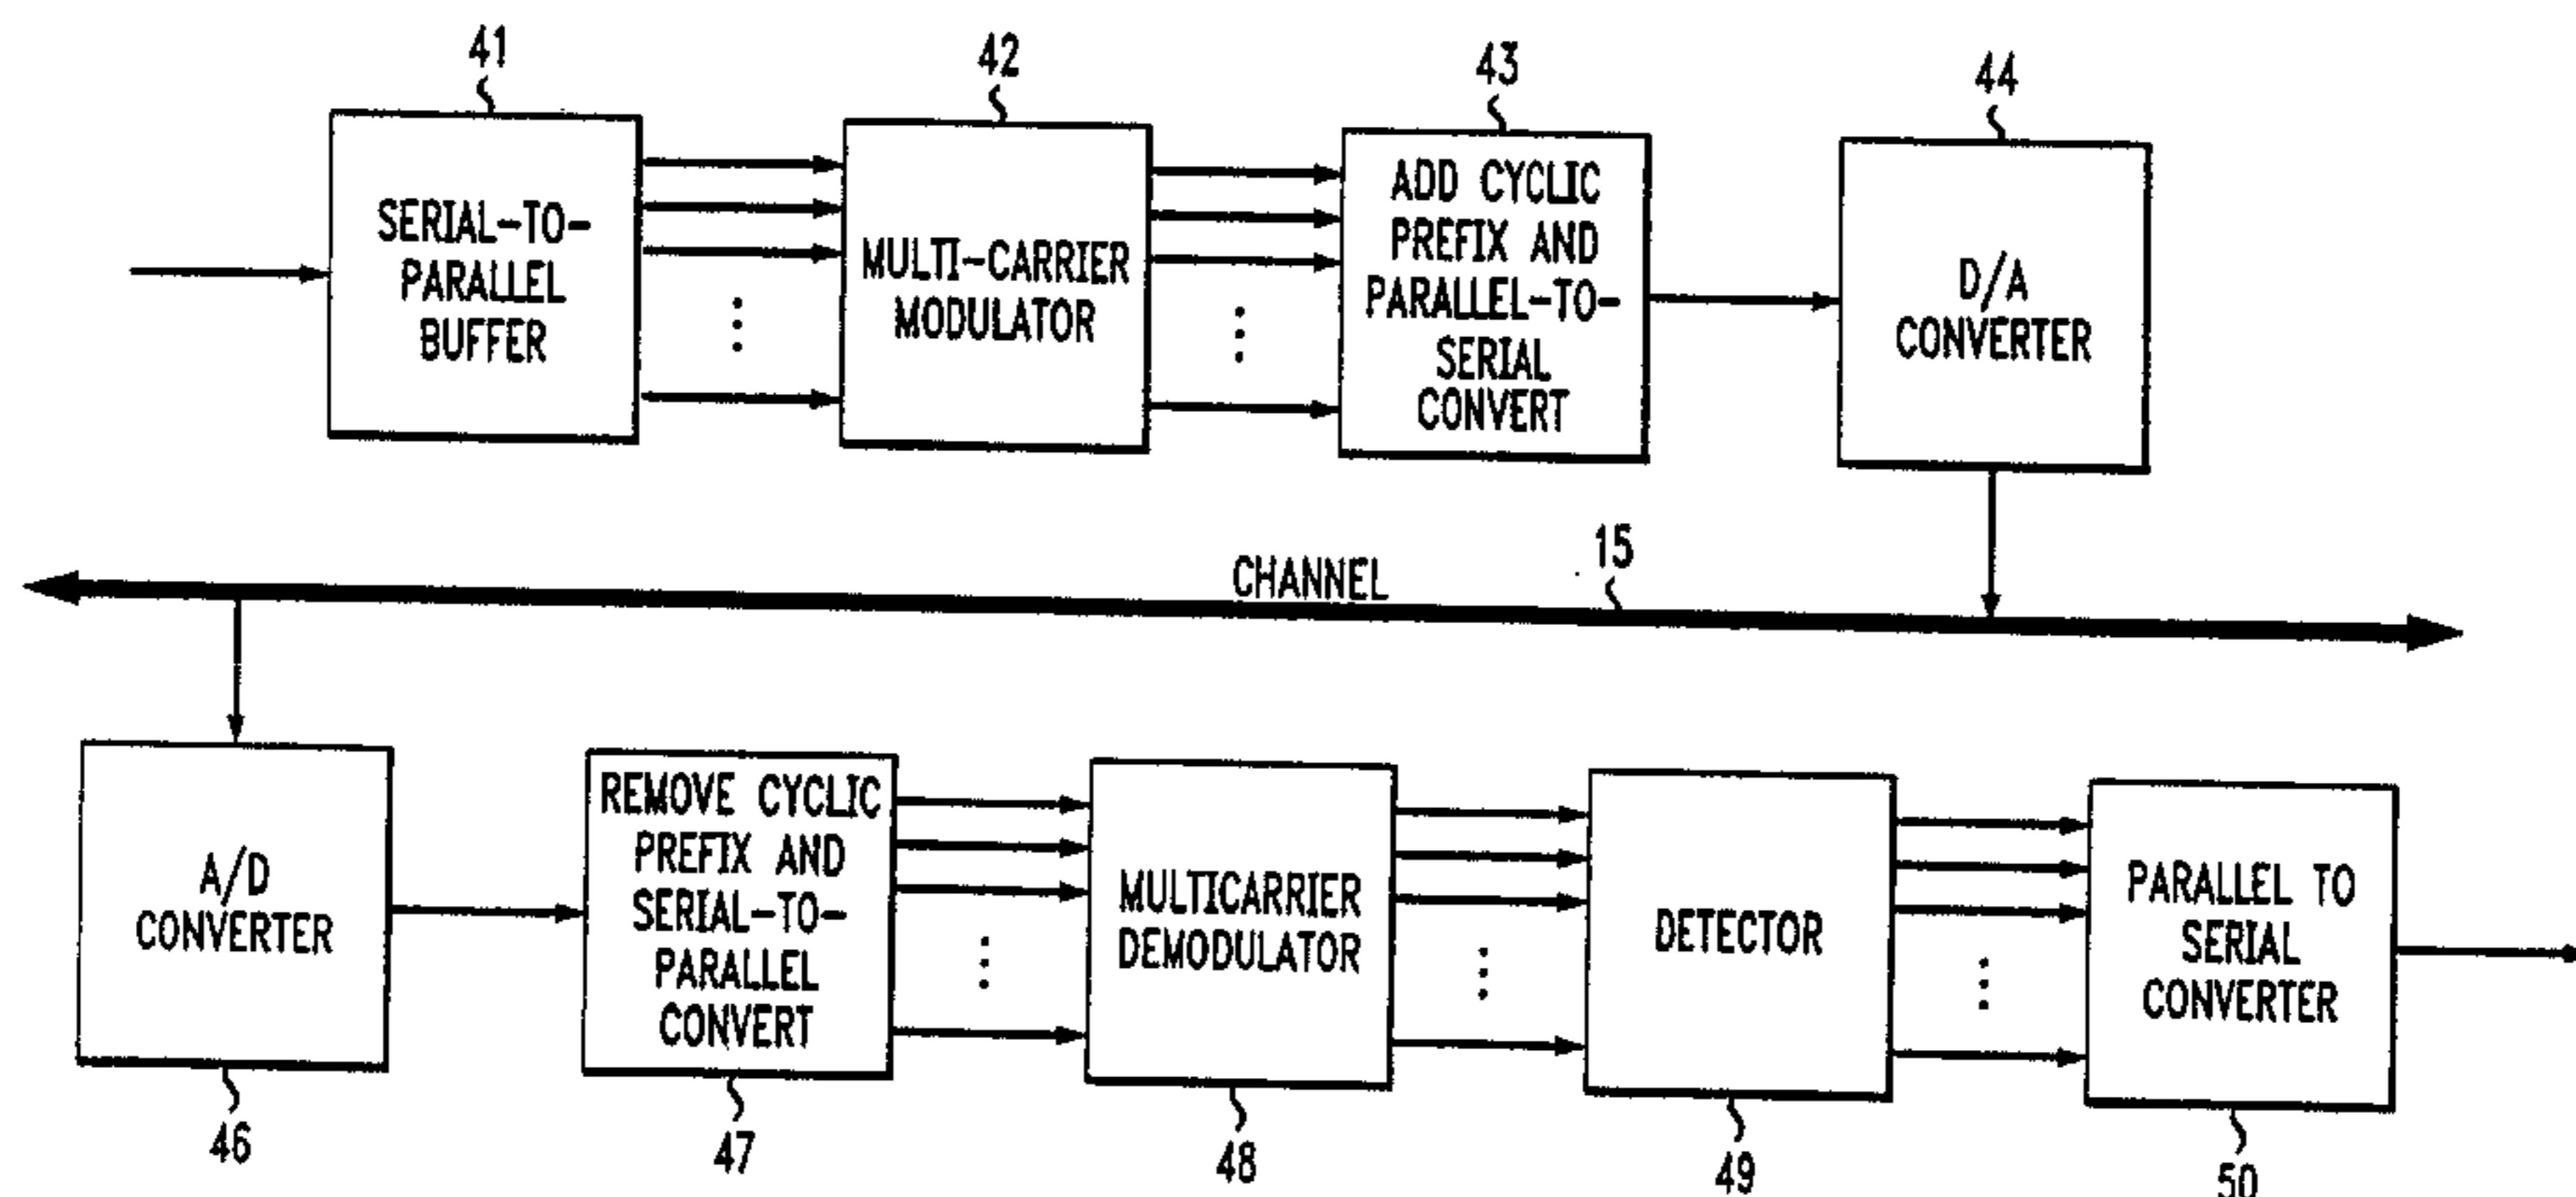 41
42
43
44
SERIAL-TO-
PARALLEL
BUFFER
MULTI-CARRIER
MODULATOR
ADD CYCLIC
PREFIX AND
PARALLEL-TO-
SERIAL
CONVERT
D/A
CONVERTER
CHANNEL
15
A/D
CONVERTER
REMOVE CYCLIC
PREFIX AND
SERIAL-TO-
PARALLEL
CONVERT
MULTICARRIER
DEMODULATOR
DETECTOR
PARALLEL TO
SERIAL
CONVERTER
46
47
48
49
50